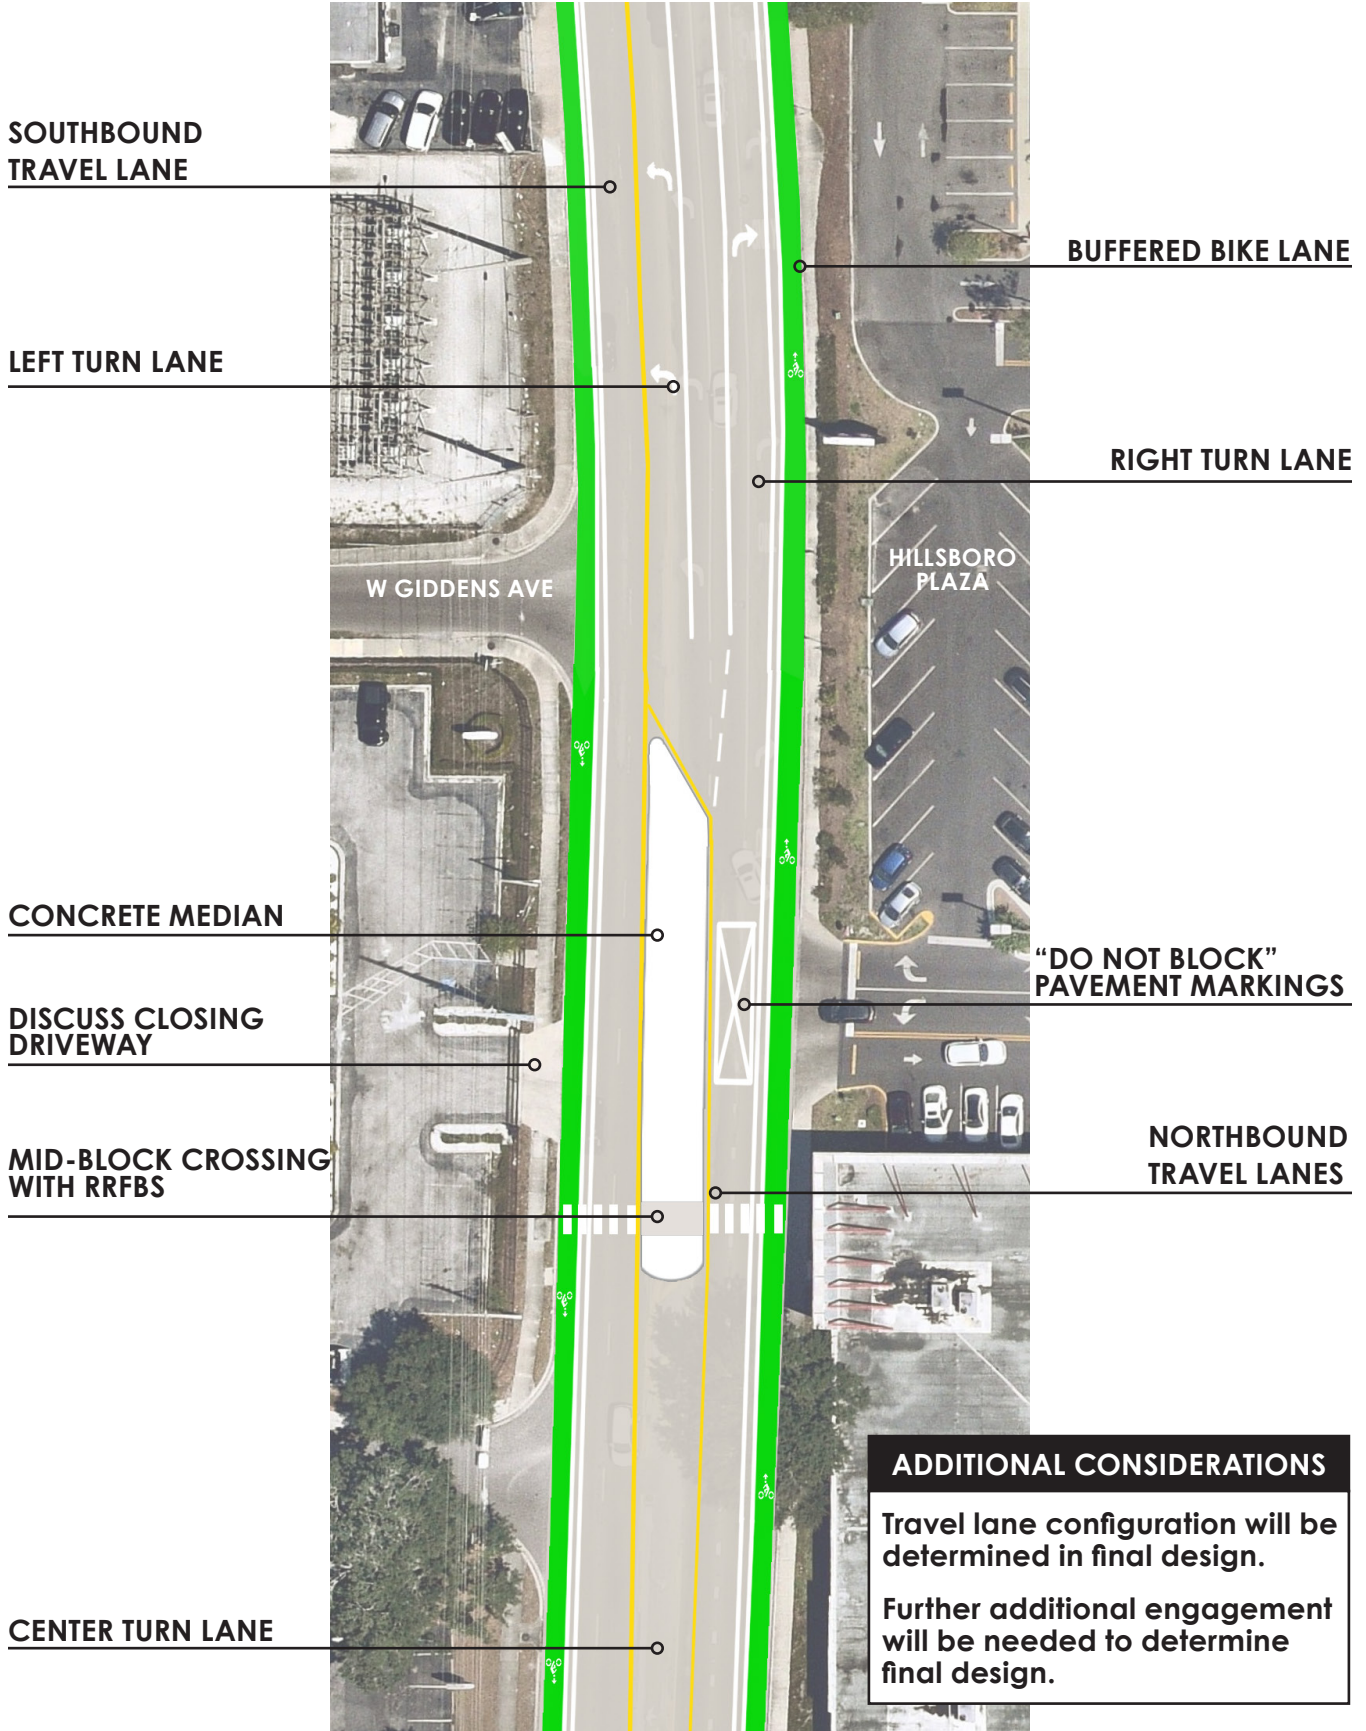 SOUTHBOUND
TRAVEL LANE
BUFFERED BIKE LANE
LEFT TURN LANE
RIGHT TURN LANE
HILLSBORO
PLAZA
W GIDDENS AVE
CONCRETE MEDIAN
“DO NOT BLOCK”
PAVEMENT MARKINGS
DISCUSS CLOSING
DRIVEWAY
NORTHBOUND
TRAVEL LANES
MID-BLOCK CROSSING
WITH RRFBS
ADDITIONAL CONSIDERATIONS
Travel lane configuration will be
determined in final design.
Further additional engagement
will be needed to determine
final design.
CENTER TURN LANE